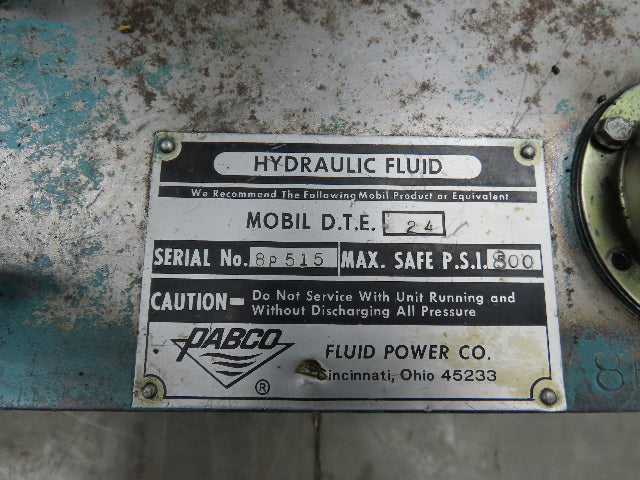 HYDRAULIC FLUID
We Recommend The Following Mobil Product or Equivalent
MOBIL D.T.E. 24
SERIAL No. 8P515 MAX. SAFE P.S.I. 800
CAUTION- Do Not Service With Unit Running and
Without Discharging All Pressure
PABCO ®
FLUID POWER CO.
Cincinnati, Ohio 45233
8